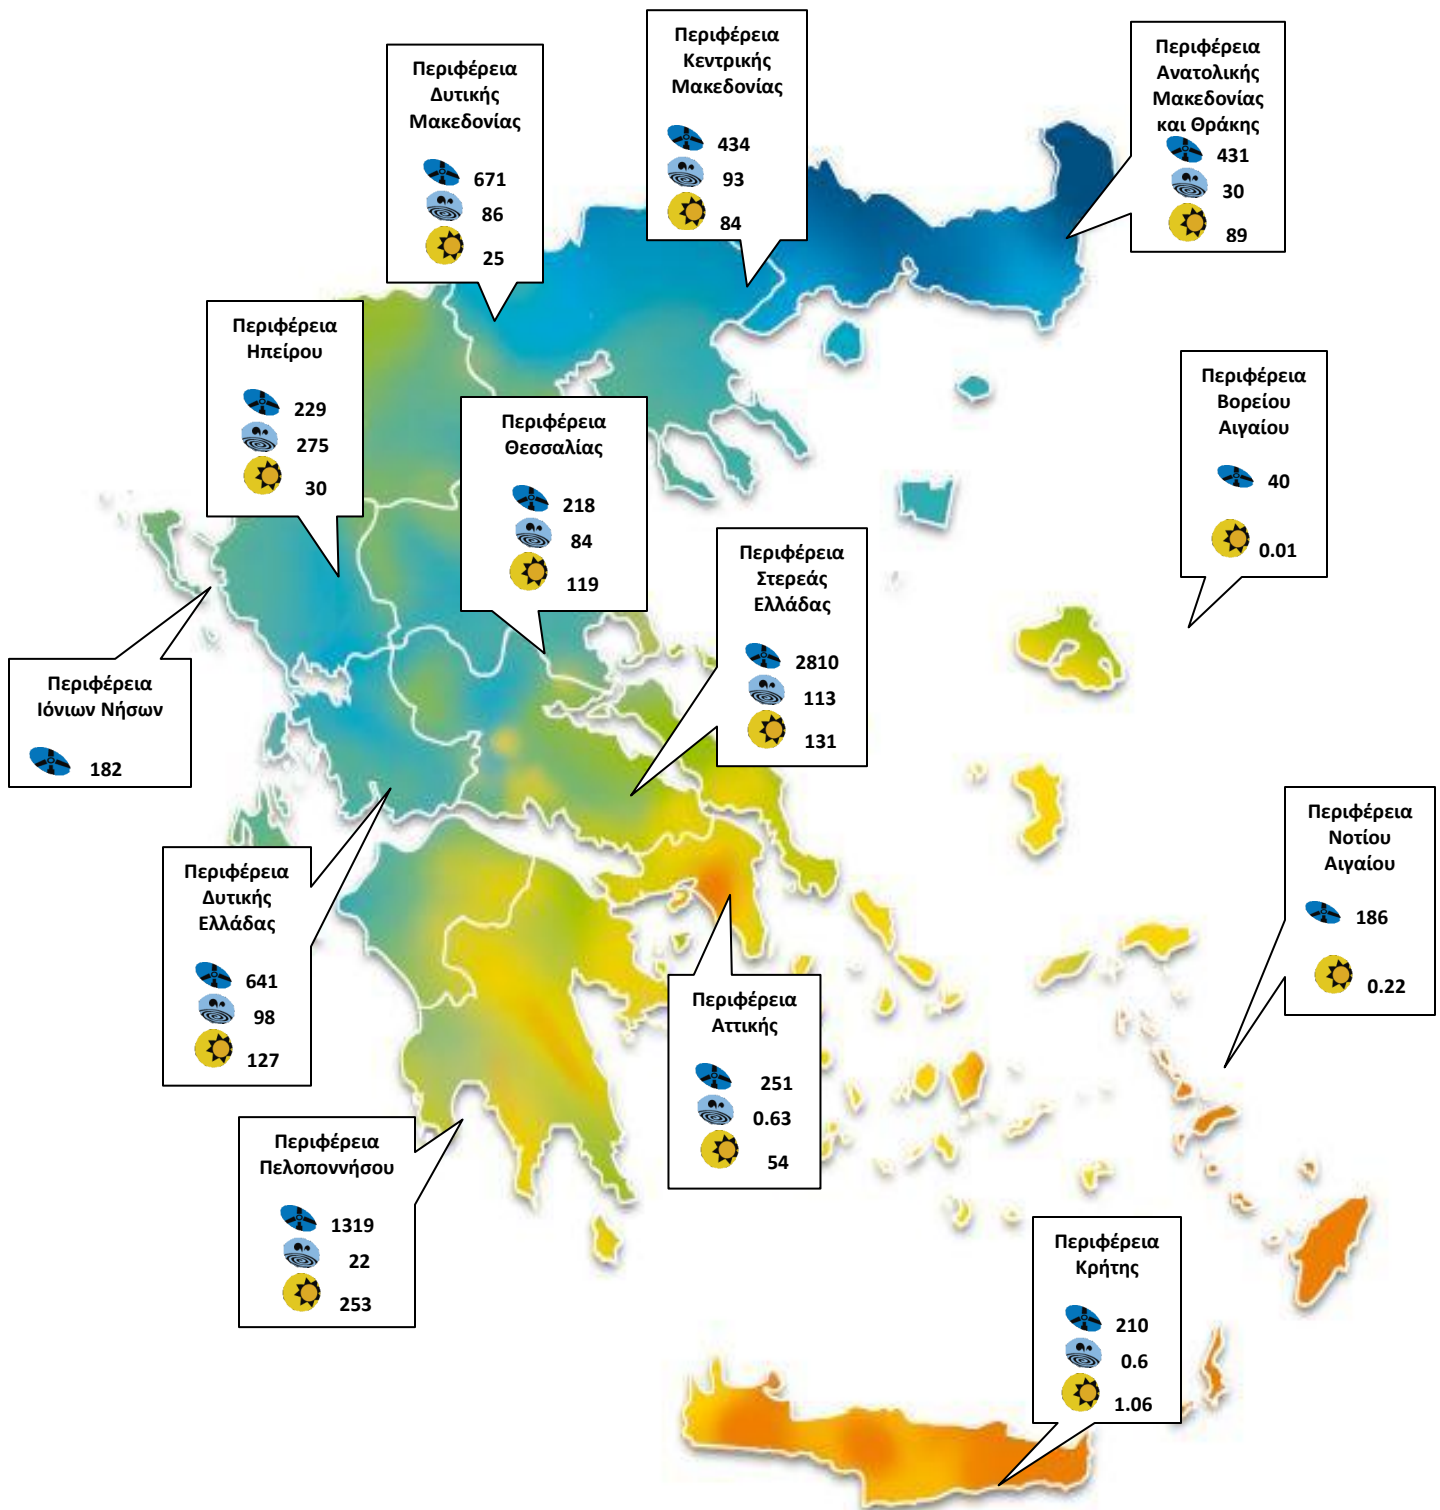 Περιφέρεια
Δυτικής
Μακεδονίας
671
86
25
Περιφέρεια
Κεντρικής
Μακεδονίας
434
93
84
Περιφέρεια
Ανατολικής
Μακεδονίας
και Θράκης
431
30
89
Περιφέρεια
Ηπείρου
229
275
30
Περιφέρεια
Θεσσαλίας
218
84
119
Περιφέρεια
Βορείου
Αιγαίου
40
0.01
Περιφέρεια
Στερεάς
Ελλάδας
2810
113
131
Περιφέρεια
Ιόνιων Νήσων
182
Περιφέρεια
Δυτικής
Ελλάδας
641
98
127
Περιφέρεια
Νοτίου
Αιγαίου
186
0.22
Περιφέρεια
Αττικής
251
0.63
54
Περιφέρεια
Πελοποννήσου
1319
22
253
Περιφέρεια
Κρήτης
210
0.6
1.06